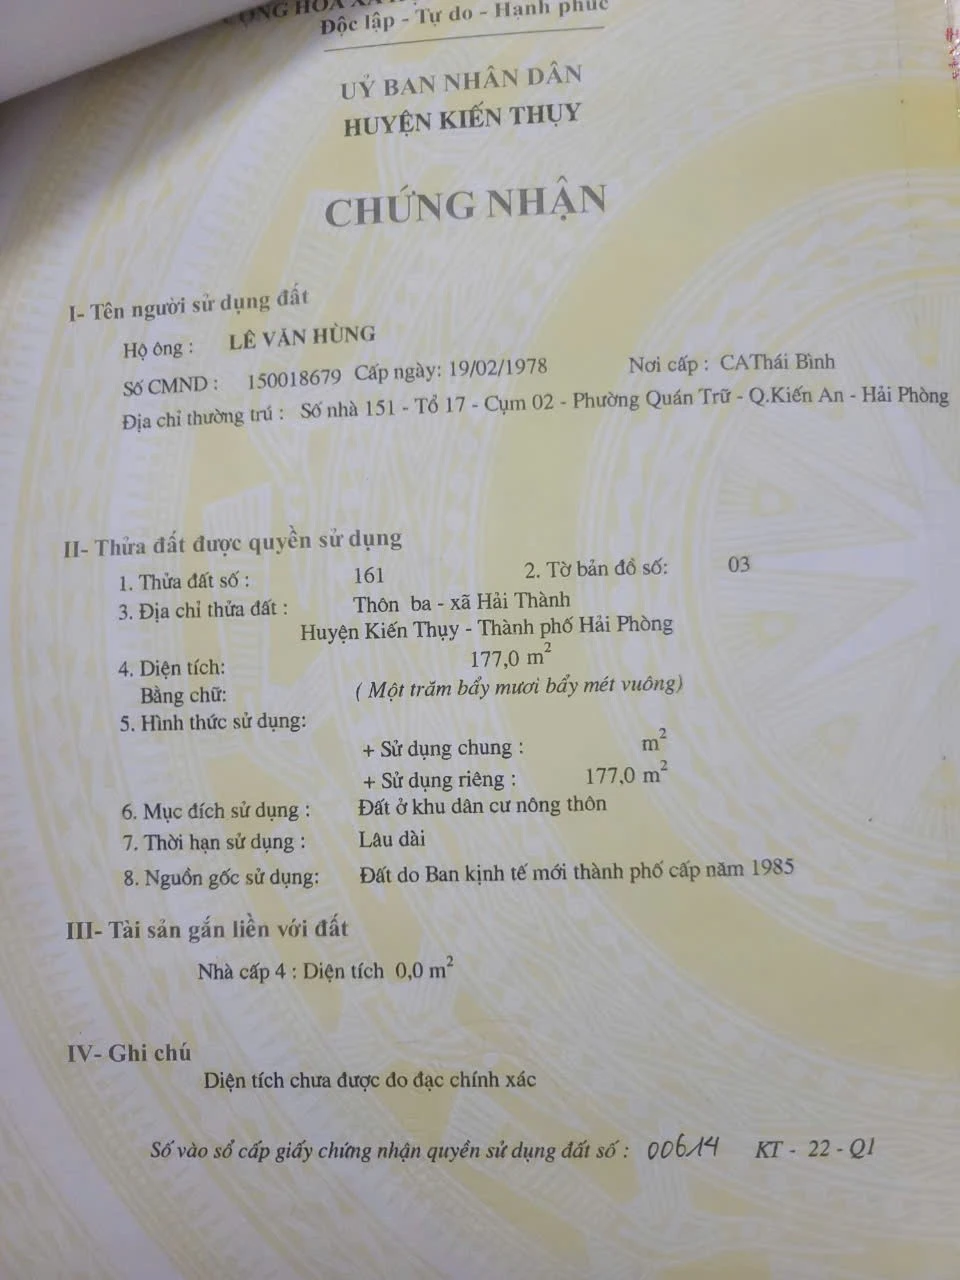 CỘNG HÒA XÃ
Độc lập - Tự do - Hạnh phúc
UỶ BAN NHÂN DÂN
HUYỆN KIẾN THỤY
CHỨNG NHẬN
I- Tên người sử dụng đất
Hộ ông : LÊ VĂN HÙNG
Số CMND : 150018679 Cấp ngày: 19/02/1978 Nơi cấp : CAThái Bình
Địa chỉ thường trú : Số nhà 151 - Tổ 17 - Cụm 02 - Phường Quán Trữ - Q.Kiến An - Hải Phòng
II- Thửa đất được quyền sử dụng
1. Thửa đất số : 161 2. Tờ bản đồ số: 03
3. Địa chỉ thửa đất : Thôn ba - xã Hải Thành
Huyện Kiến Thụy - Thành phố Hải Phòng
4. Diện tích: 177,0 m²
Bằng chữ: ( Một trăm bẩy mươi bẩy mét vuông)
5. Hình thức sử dụng:
+ Sử dụng chung : m²
+ Sử dụng riêng : 177,0 m²
6. Mục đích sử dụng : Đất ở khu dân cư nông thôn
7. Thời hạn sử dụng : Lâu dài
8. Nguồn gốc sử dụng: Đất do Ban kinh tế mới thành phố cấp năm 1985
III- Tài sản gắn liền với đất
Nhà cấp 4 : Diện tích 0,0 m²
IV- Ghi chú
Diện tích chưa được đo đạc chính xác
Số vào sổ cấp giấy chứng nhận quyền sử dụng đất số : 00614 KT - 22 - Q1